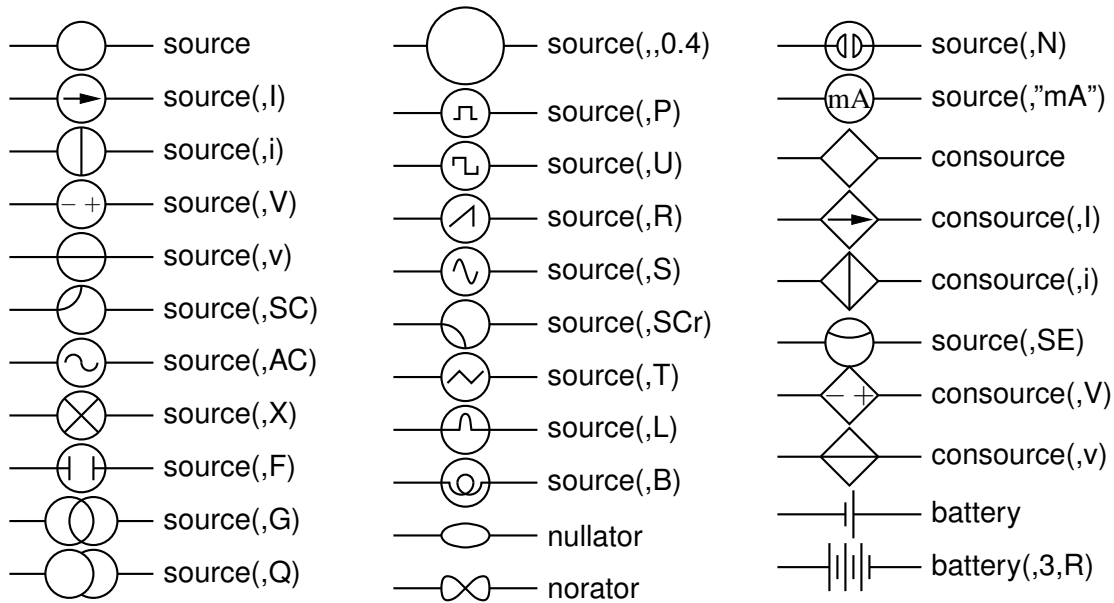 source
source(,I)
source(,i)
− +
source(,V)
source(,v)
source(,SC)
source(,AC)
source(,X)
source(,F)
source(,G)
source(,Q)
source(,,0.4)
source(,P)
source(,U)
source(,R)
source(,S)
source(,SCr)
source(,T)
source(,L)
source(,B)
nullator
norator
source(,N)
mA
source(,”mA”)
consource
consource(,I)
consource(,i)
source(,SE)
− +
consource(,V)
consource(,v)
battery
battery(,3,R)